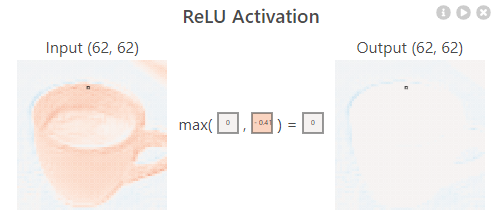 ReLU Activation
Input (62, 62)
Output (62, 62)
max( 0 , - 0.41 ) = 0